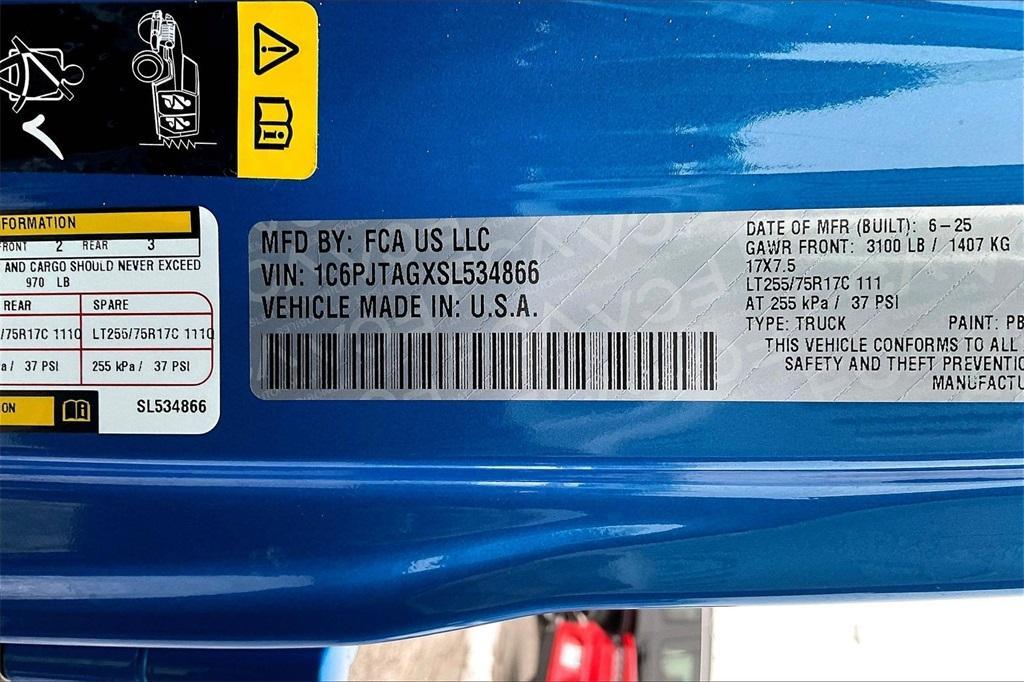 FORMATION
FRONT 2 REAR 3
AND CARGO SHOULD NEVER EXCEED
970 LB
REAR SPARE
/75R17C 111Q LT255/75R17C 111Q
a/ 37 PSI 255 kPa / 37 PSI
ON
SL534866
MFD BY: FCA US LLC
VIN: 1C6PJTAGXSL534866
VEHICLE MADE IN: U.S.A.
DATE OF MFR (BUILT): 6-25
GAWR FRONT: 3100 LB / 1407 KG
17X7.5
LT255/75R17C 111
AT 255 kPa / 37 PSI
TYPE: TRUCK PAINT: PB
THIS VEHICLE CONFORMS TO ALL
SAFETY AND THEFT PREVENTIO
MANUFACTU